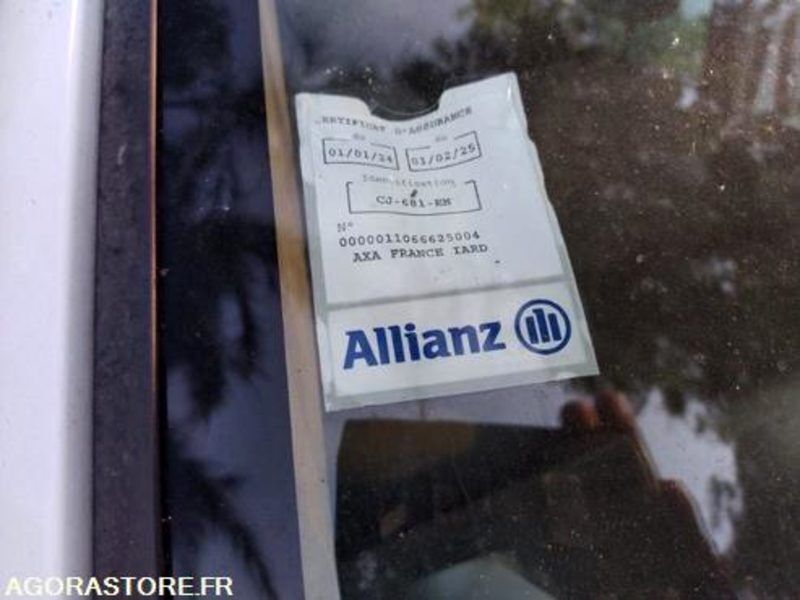 CERTIFICAT D'ASSURANCE
du au
01/01/24 01/02/25
Identification
CJ-681-RM
N°
0000011066625004
AXA FRANCE IARD
Allianz
AGORASTORE.FR